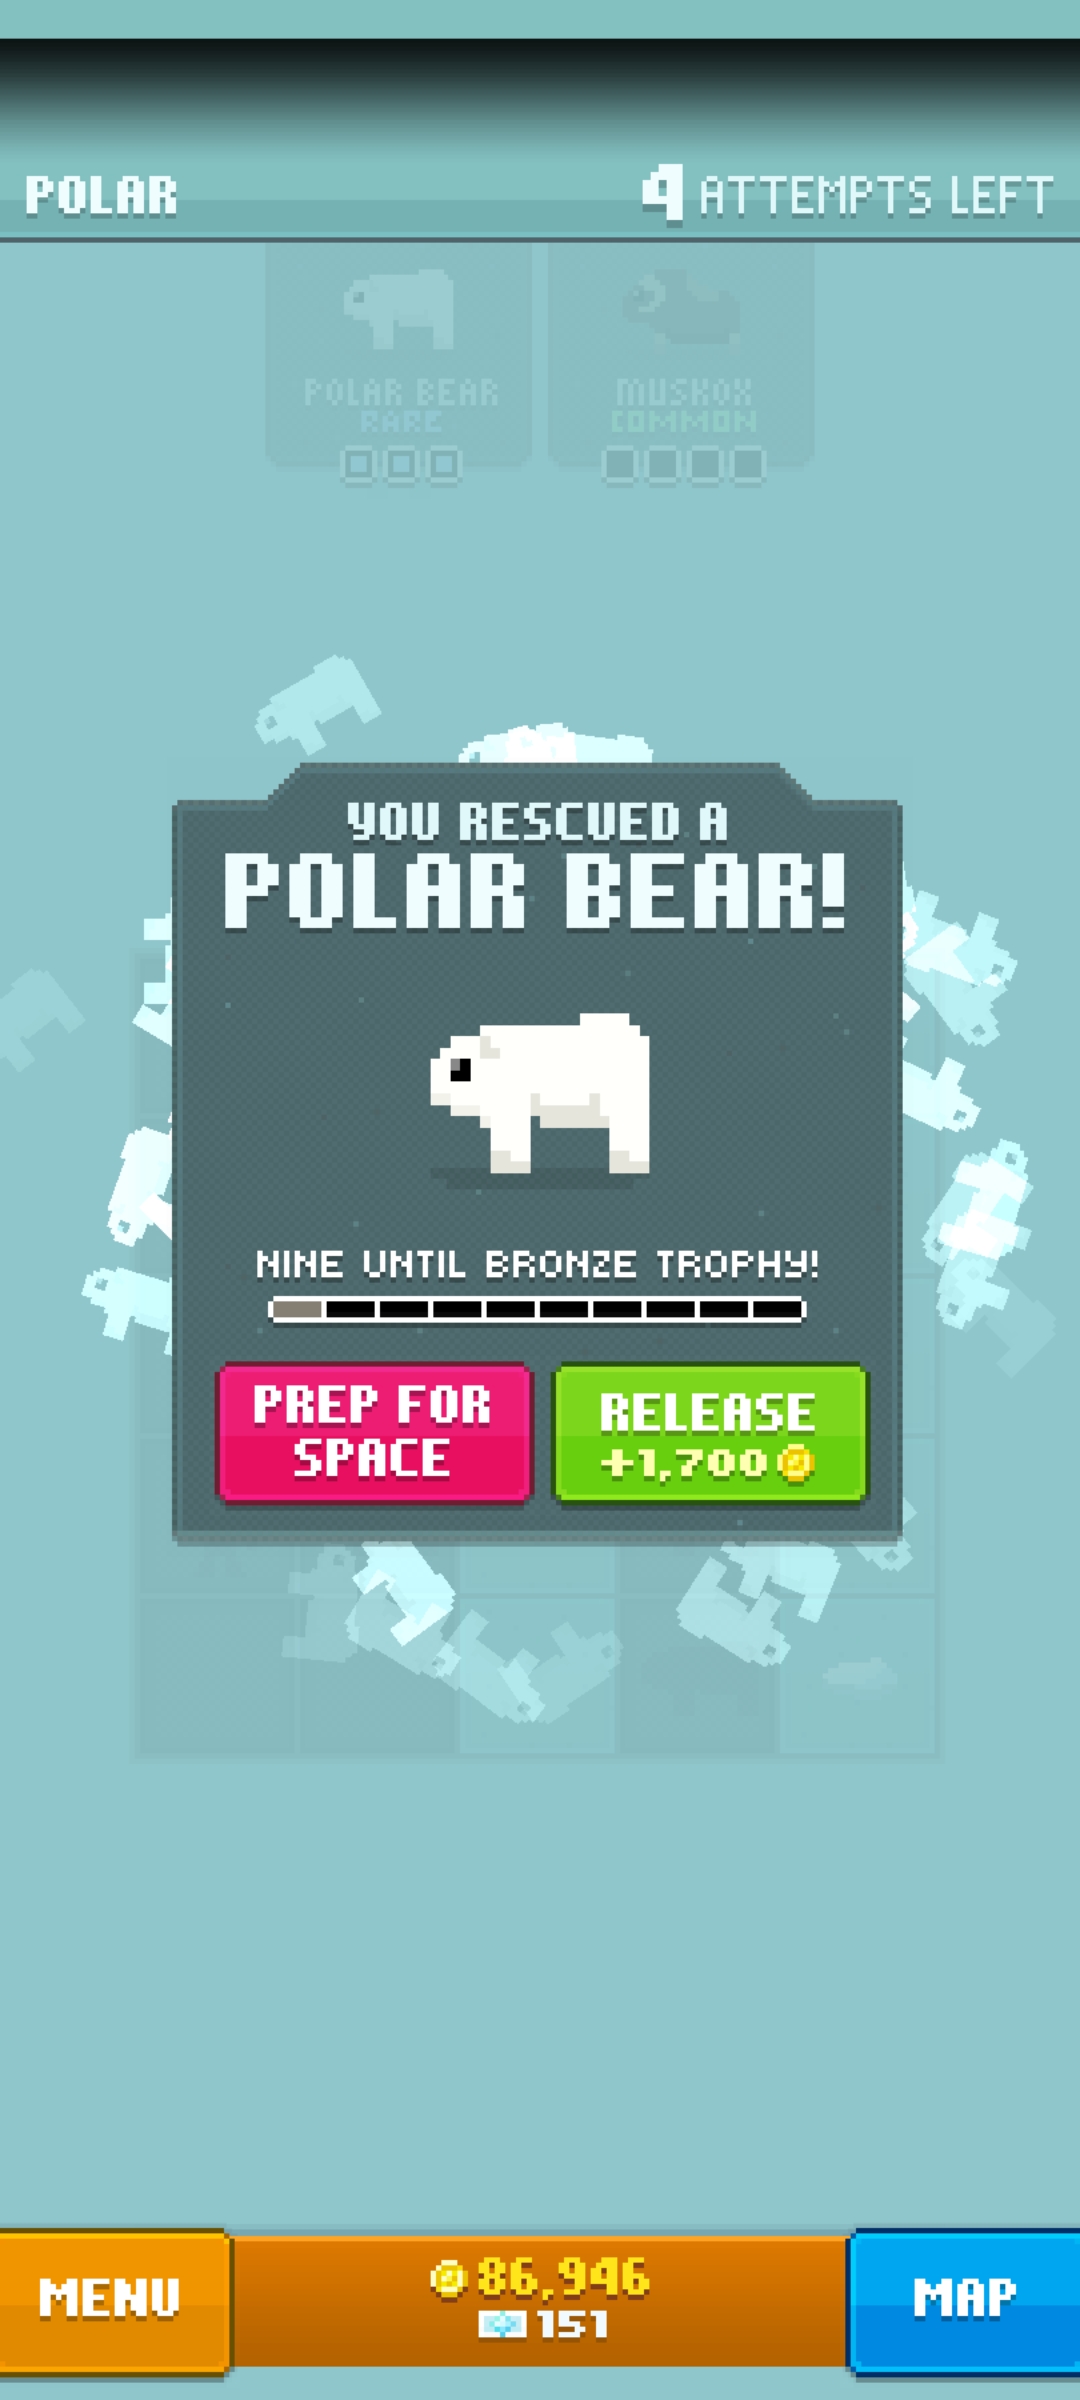 POLAR
4 ATTEMPTS LEFT
POLAR BEAR
RARE
MUSKOX
COMMON
YOU RESCUED A
POLAR BEAR!
NINE UNTIL BRONZE TROPHY!
PREP FOR
SPACE
RELEASE
+1,700
MENU
86,946
151
MAP